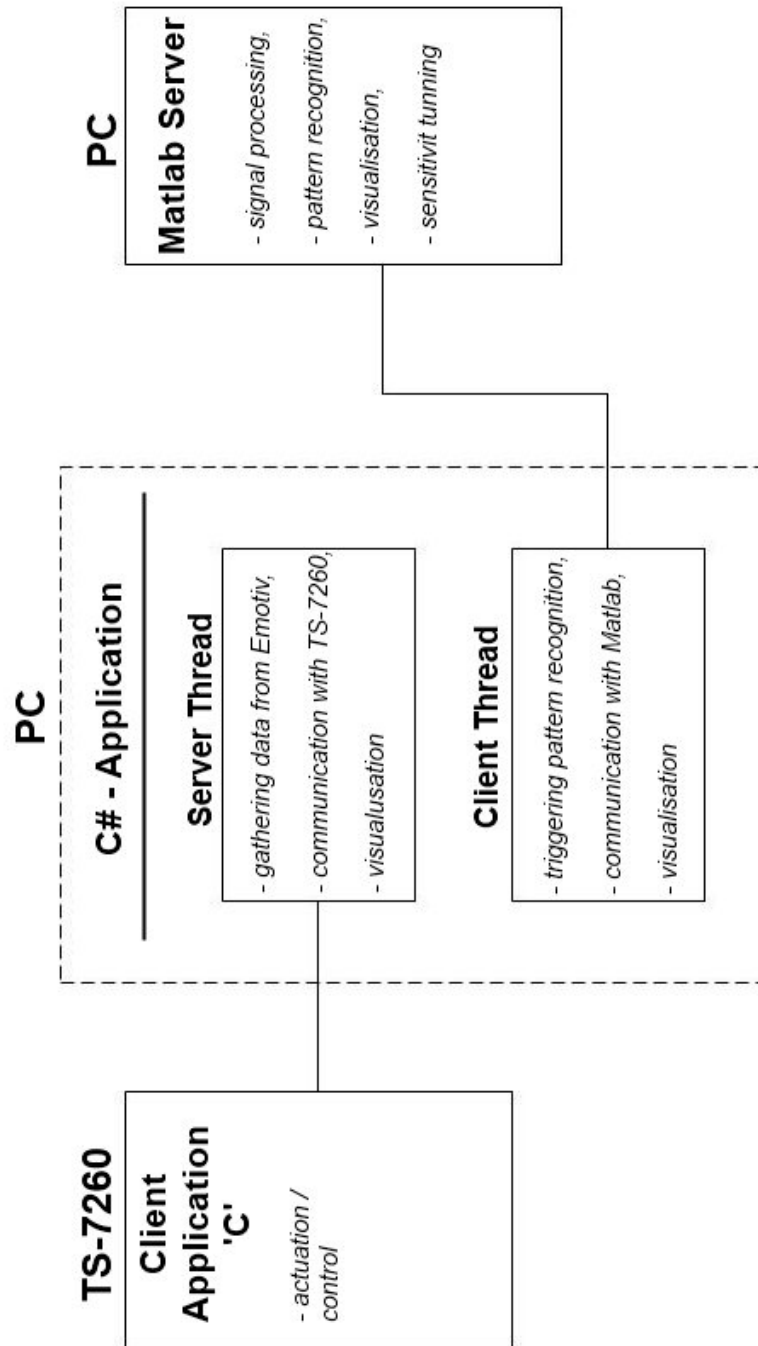 TS-7260
Client
Application
'C'
- actuation /
control
PC
C# - Application
Server Thread
- gathering data from Emotiv,
- communication with TS-7260,
- visualusation
Client Thread
- triggering pattern recognition,
- communication with Matlab,
- visualisation
PC
Matlab Server
- signal processing,
- pattern recognition,
- visualisation,
- sensitivit tunning